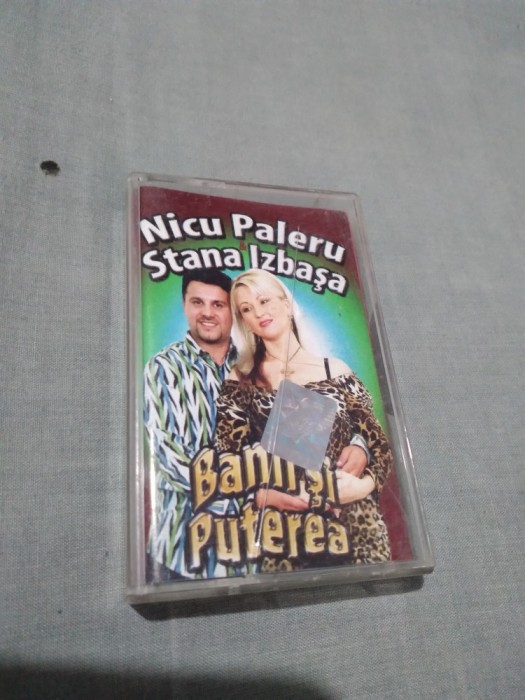 Nicu Paleru
&
Stana Izbaşa
Banii şi
Puterea